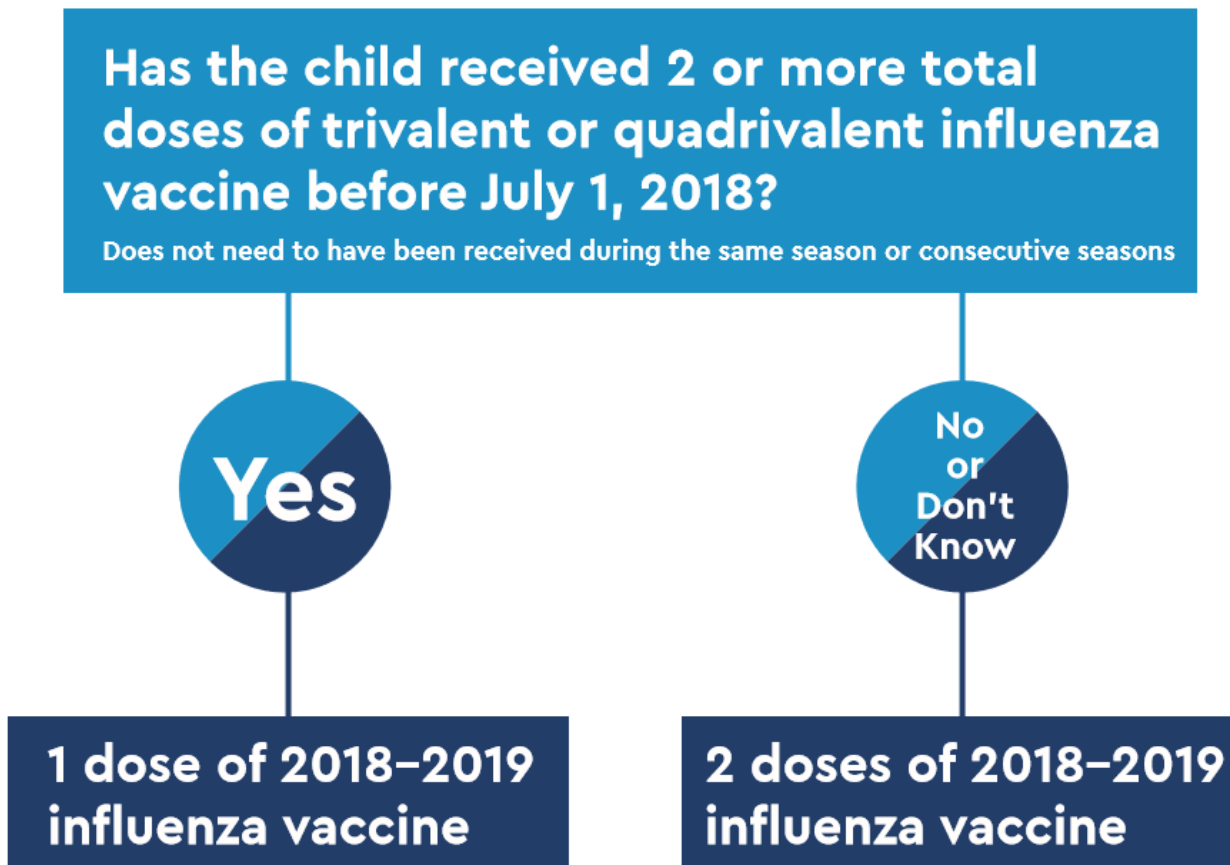 Has the child received 2 or more total
doses of trivalent or quadrivalent influenza
vaccine before July 1, 2018?
Does not need to have been received during the same season or consecutive seasons
Yes
No
or
Don't
Know
1 dose of 2018–2019
influenza vaccine
2 doses of 2018–2019
influenza vaccine